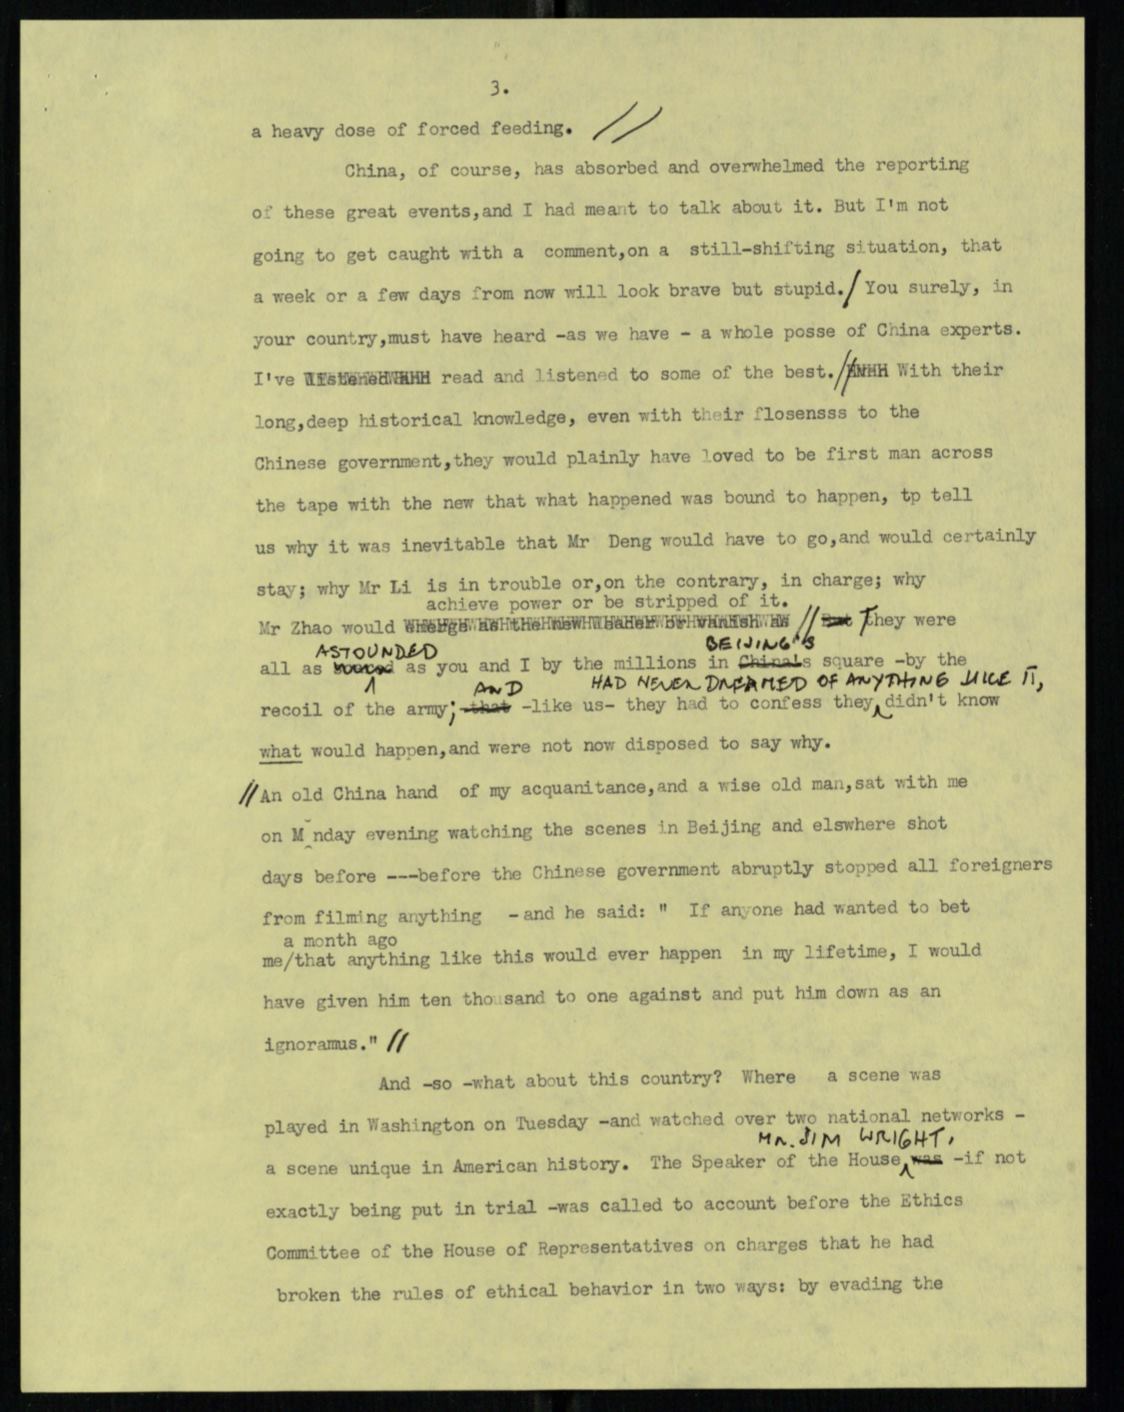 3.
a heavy dose of forced feeding. //
China, of course, has absorbed and overwhelmed the reporting
of these great events,and I had meant to talk about it. But I'm not
going to get caught with a comment,on a still-shifting situation, that
a week or a few days from now will look brave but stupid./ You surely, in
your country,must have heard -as we have - a whole posse of China experts.
I've listened read and listened to some of the best.// With their
long,deep historical knowledge, even with their flosensss to the
Chinese government,they would plainly have loved to be first man across
the tape with the new that what happened was bound to happen, tp tell
us why it was inevitable that Mr Deng would have to go,and would certainly
stay; why Mr Li is in trouble or,on the contrary, in charge; why
achieve power or be stripped of it.
Mr Zhao would emerge as the new leader or vanish as // But They were
ASTOUNDED BEIJING'S
all as as you and I by the millions in China's square -by the
AND HAD NEVER DREAMED OF ANYTHING LIKE IT,
recoil of the army; that -like us- they had to confess they didn't know
what would happen,and were not now disposed to say why.
//An old China hand of my acquanitance,and a wise old man,sat with me
on M nday evening watching the scenes in Beijing and elswhere shot
days before ---before the Chinese government abruptly stopped all foreigners
from filming anything -and he said: " If anyone had wanted to bet
a month ago
me/that anything like this would ever happen in my lifetime, I would
have given him ten thousand to one against and put him down as an
ignoramus." //
And -so -what about this country? Where a scene was
played in Washington on Tuesday -and watched over two national networks -
MR. JIM WRIGHT,
a scene unique in American history. The Speaker of the House was -if not
exactly being put in trial -was called to account before the Ethics
Committee of the House of Representatives on charges that he had
broken the rules of ethical behavior in two ways: by evading the